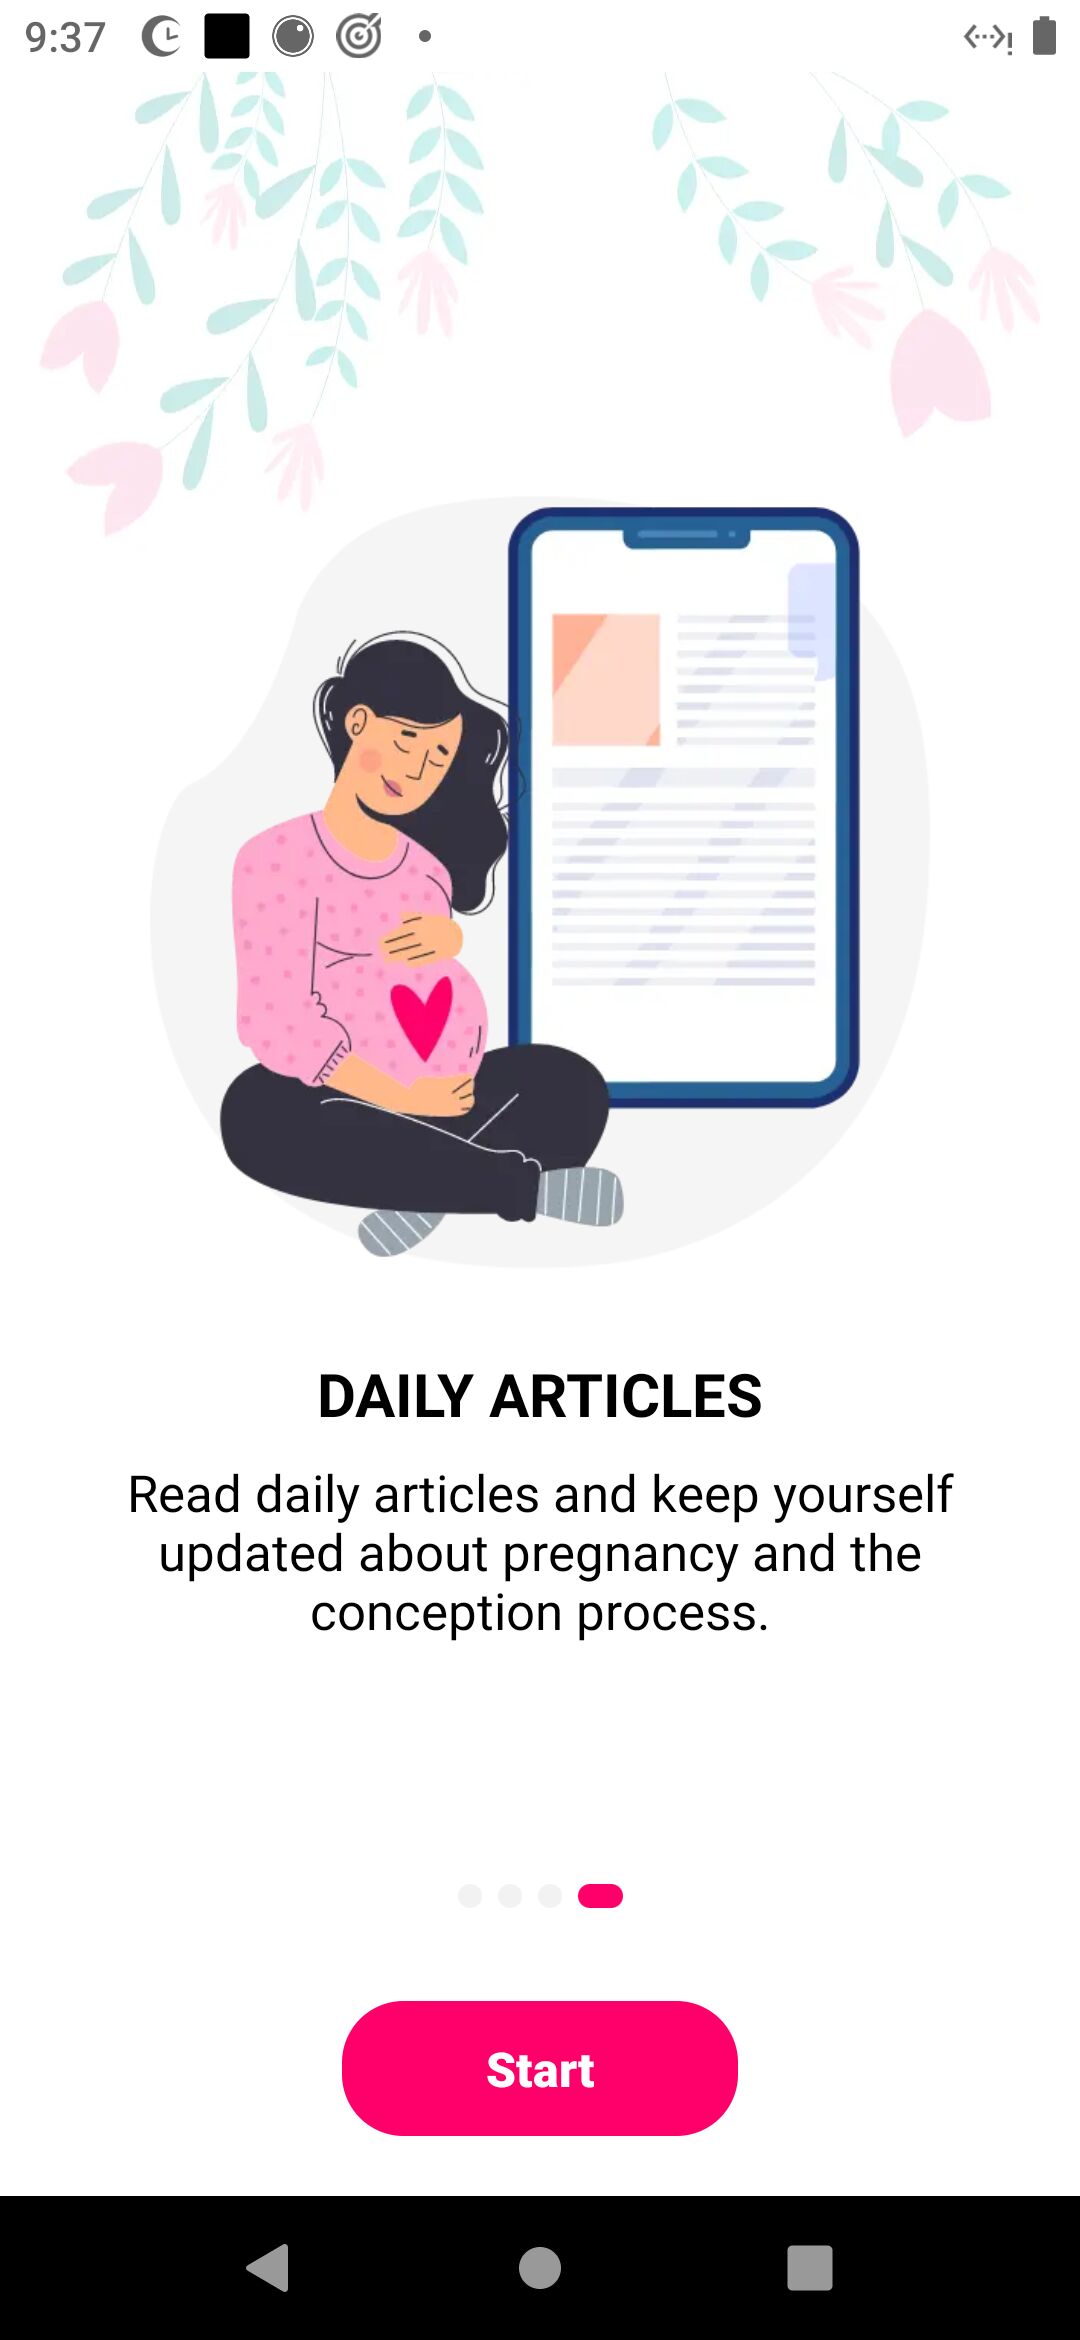 9:37
DAILY ARTICLES
Read daily articles and keep yourself
updated about pregnancy and the
conception process.
Start